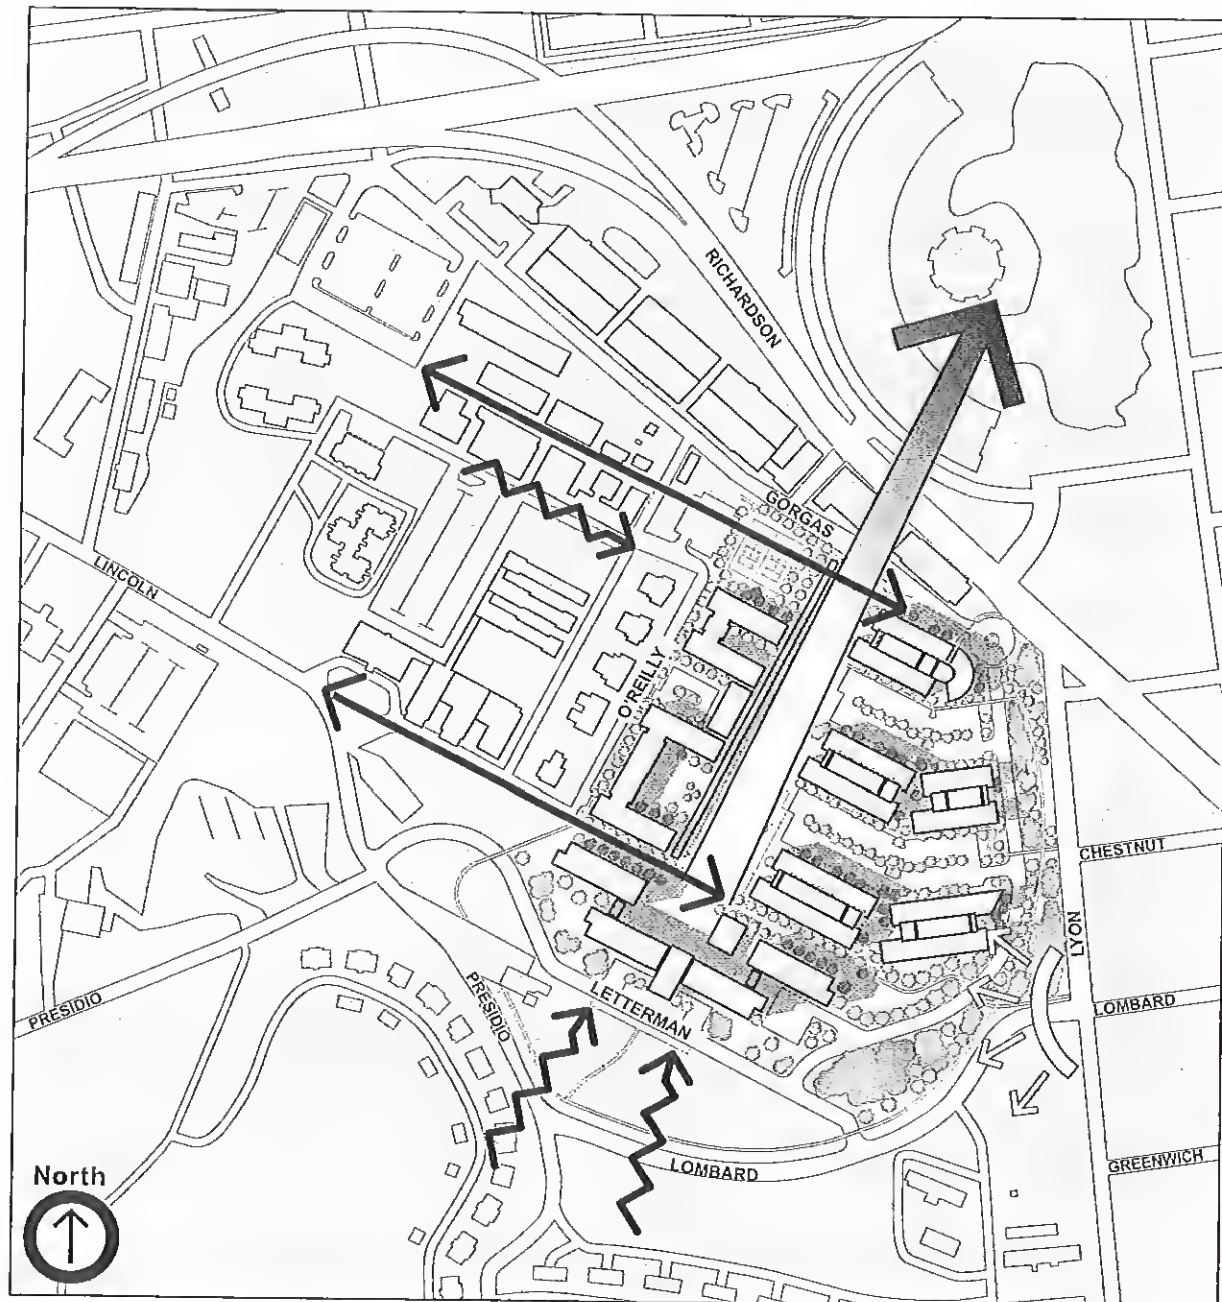 RICHARDSON
GORGAS
LINCOLN
O'REILLY
CHESTNUT
LYON
PRESIDIO
PRESIDIO
LETTERMAN
LOMBARD
LOMBARD
GREENWICH
North